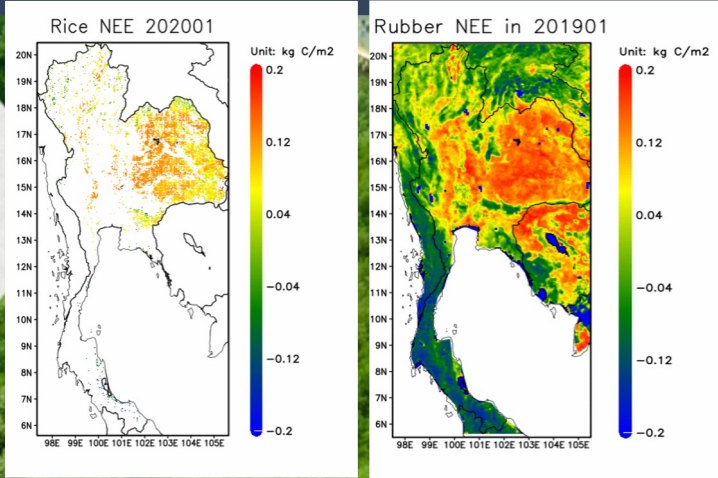 Rice NEE 202001
Unit: kg C/m2
20N
19N
18N
17N
16N
15N
14N
13N
12N
11N
10N
9N
8N
7N
6N
98E 99E 100E 101E 102E 103E 104E 105E
0.2
0.12
0.04
−0.04
−0.12
−0.2
Rubber NEE in 201901
Unit: kg C/m2
20N
19N
18N
17N
16N
15N
14N
13N
12N
11N
10N
9N
8N
7N
6N
98E 99E 100E 101E 102E 103E 104E 105E
0.2
0.12
0.04
−0.04
−0.12
−0.2